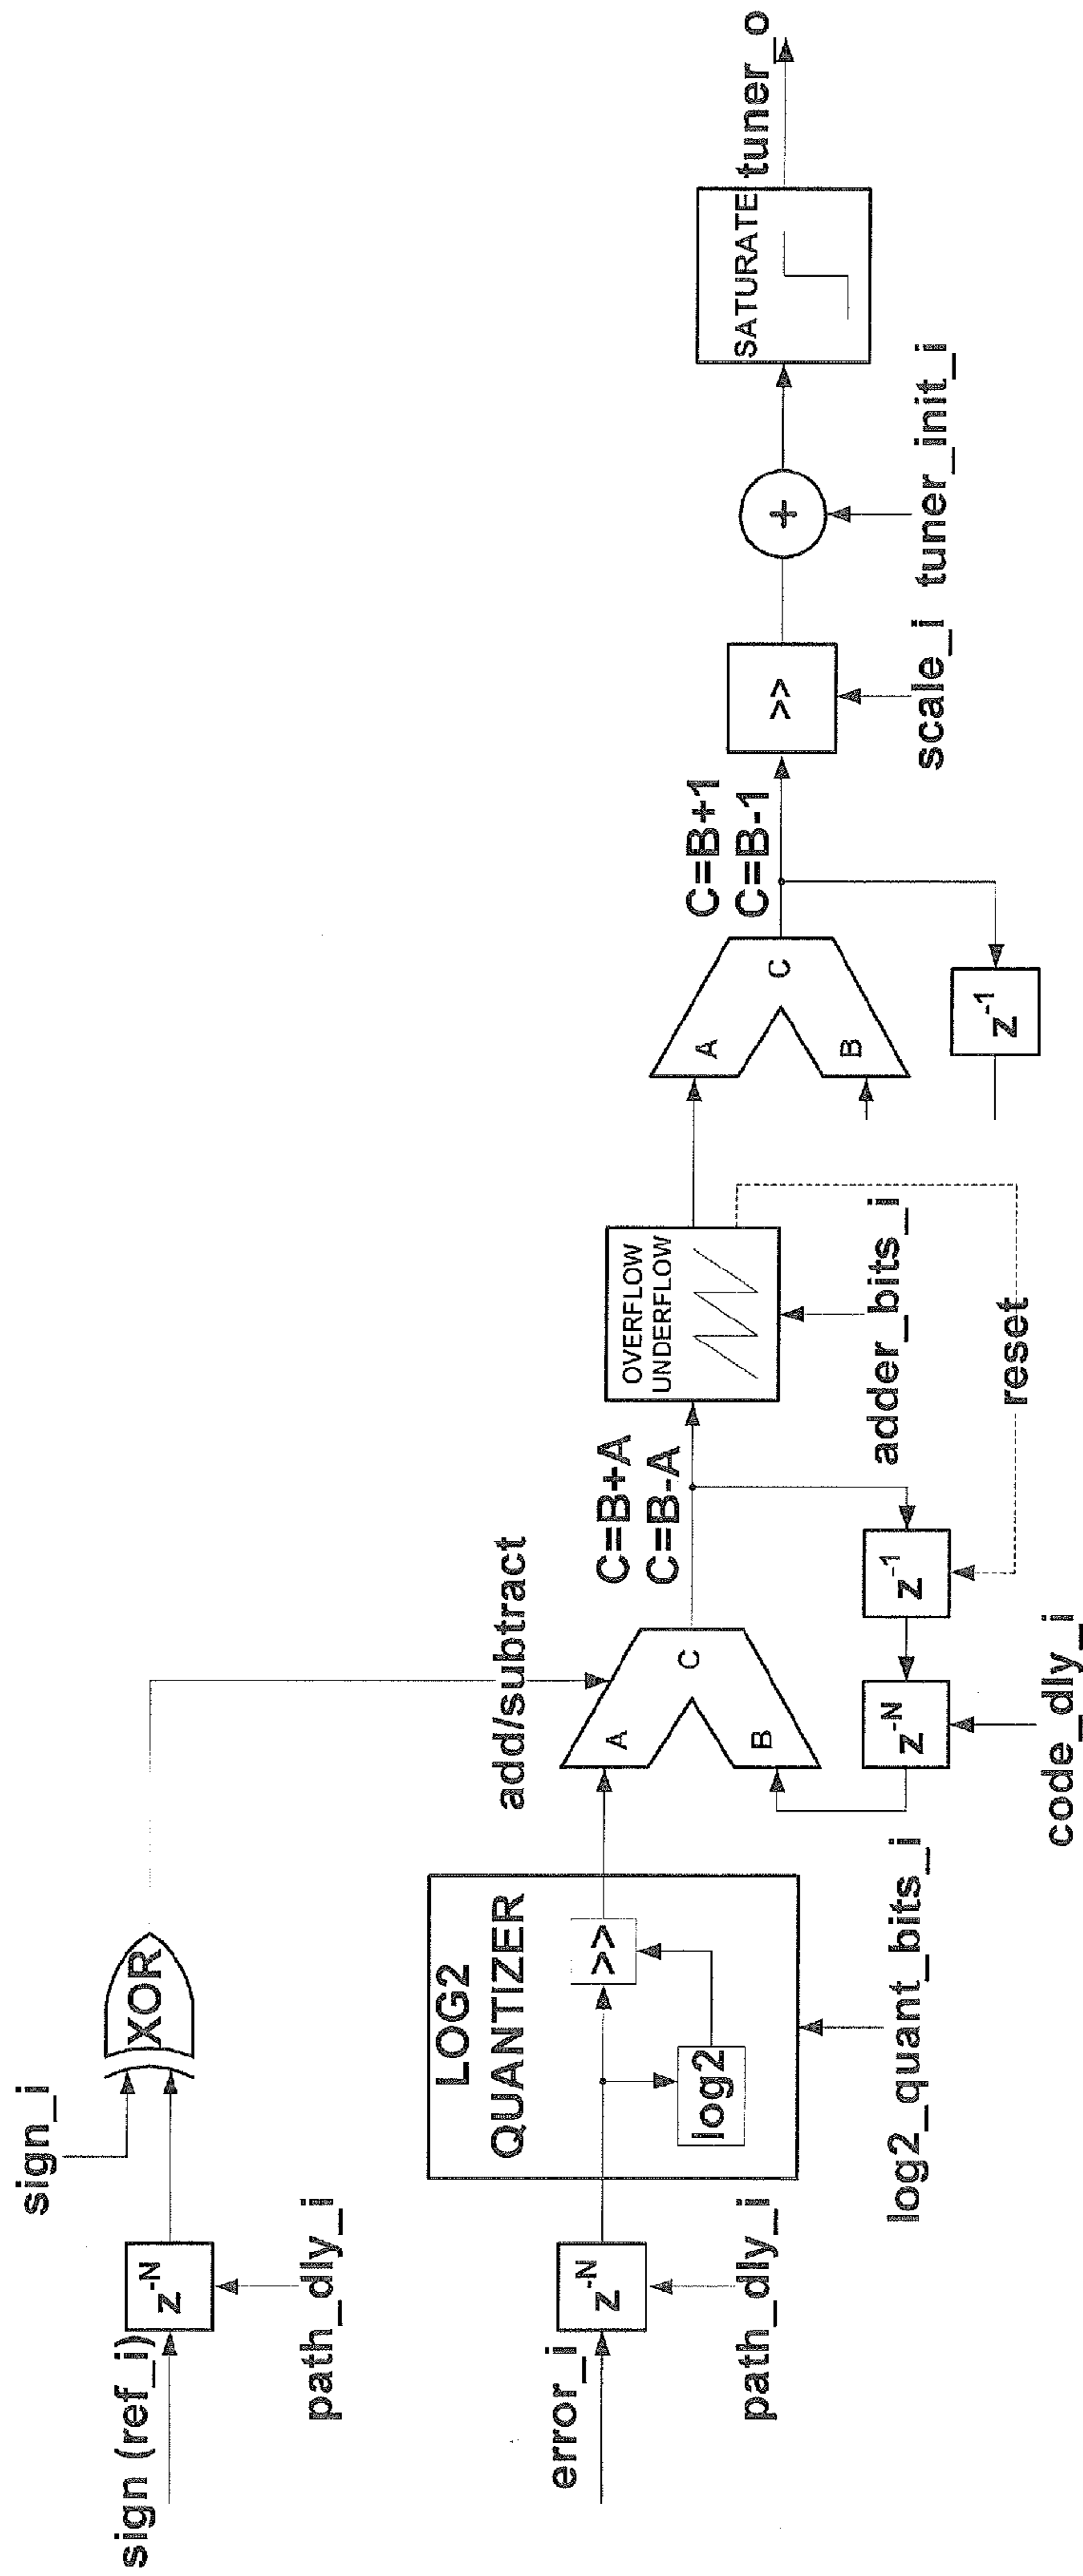 sign_i
sign (ref_i)
z-N
XOR
path_dly_i
add/subtract
error_i
z-N
path_dly_i
LOG2
QUANTIZER
>>
log2
log2_quant_bits_i
A
B
C
C=B+A
C=B-A
z-1
z-N
code_dly_i
OVERFLOW
UNDERFLOW
adder_bits_i
reset
A
B
C
C=B+1
C=B-1
z-1
>>
scale_i
+
tuner_init_i
SATURATE
tuner_o